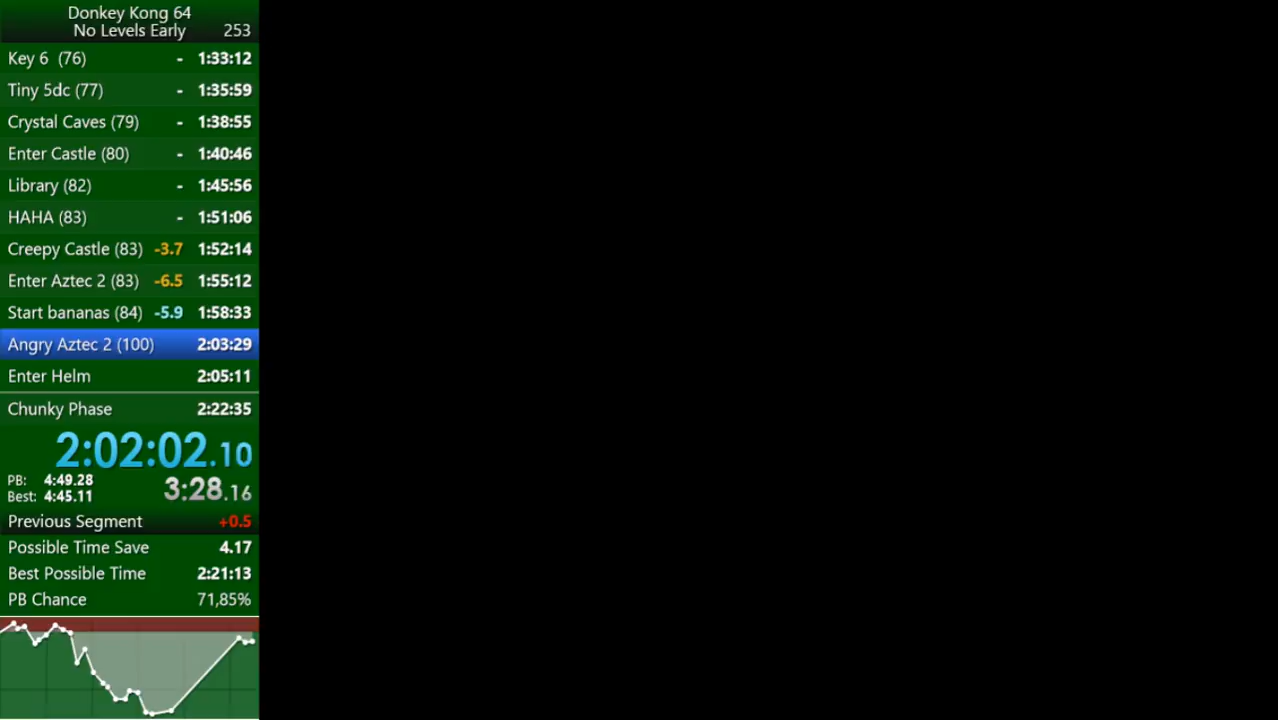 Donkey Kong 64
No Levels Early 253
Key 6 (76) - 1:33:12
Tiny 5dc (77) - 1:35:59
Crystal Caves (79) - 1:38:55
Enter Castle (80) - 1:40:46
Library (82) - 1:45:56
HAHA (83) - 1:51:06
Creepy Castle (83) -3.7 1:52:14
Enter Aztec 2 (83) -6.5 1:55:12
Start bananas (84) -5.9 1:58:33
Angry Aztec 2 (100) 2:03:29
Enter Helm 2:05:11
Chunky Phase 2:22:35
2:02:02.10
PB: 4:49.28
Best: 4:45.11
3:28.16
Previous Segment +0.5
Possible Time Save 4.17
Best Possible Time 2:21:13
PB Chance 71,85%